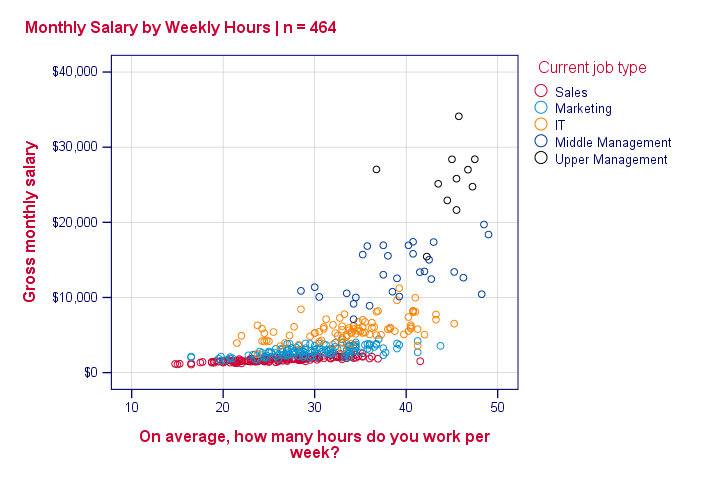 Monthly Salary by Weekly Hours | n = 464
Current job type
Sales
Marketing
IT
Middle Management
Upper Management
Gross monthly salary
$40,000
$30,000
$20,000
$10,000
$0
10 20 30 40 50
On average, how many hours do you work per
week?